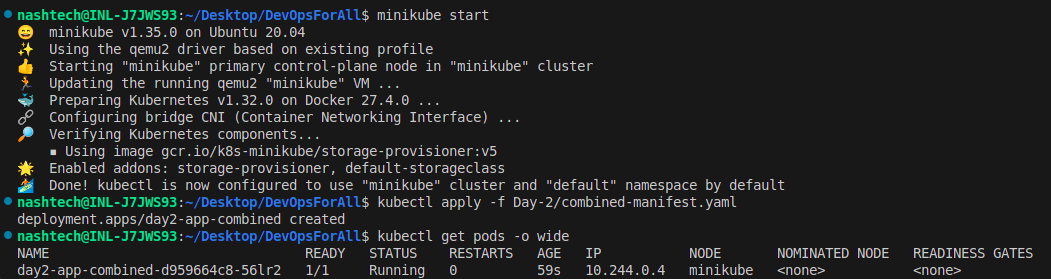 nashtech@INL-J7JWS93:~/Desktop/DevOpsForAll$ minikube start
😄  minikube v1.35.0 on Ubuntu 20.04
✨  Using the qemu2 driver based on existing profile
👍  Starting "minikube" primary control-plane node in "minikube" cluster
🏃  Updating the running qemu2 "minikube" VM ...
🐳  Preparing Kubernetes v1.32.0 on Docker 27.4.0 ...
🔗  Configuring bridge CNI (Container Networking Interface) ...
🔎  Verifying Kubernetes components...
    ▪ Using image gcr.io/k8s-minikube/storage-provisioner:v5
🌟  Enabled addons: storage-provisioner, default-storageclass
🏄  Done! kubectl is now configured to use "minikube" cluster and "default" namespace by default
nashtech@INL-J7JWS93:~/Desktop/DevOpsForAll$ kubectl apply -f Day-2/combined-manifest.yaml
deployment.apps/day2-app-combined created
nashtech@INL-J7JWS93:~/Desktop/DevOpsForAll$ kubectl get pods -o wide
NAME                                READY   STATUS    RESTARTS   AGE   IP           NODE       NOMINATED NODE   READINESS GATES
day2-app-combined-d959664c8-56lr2   1/1     Running   0          59s   10.244.0.4   minikube   <none>           <none>